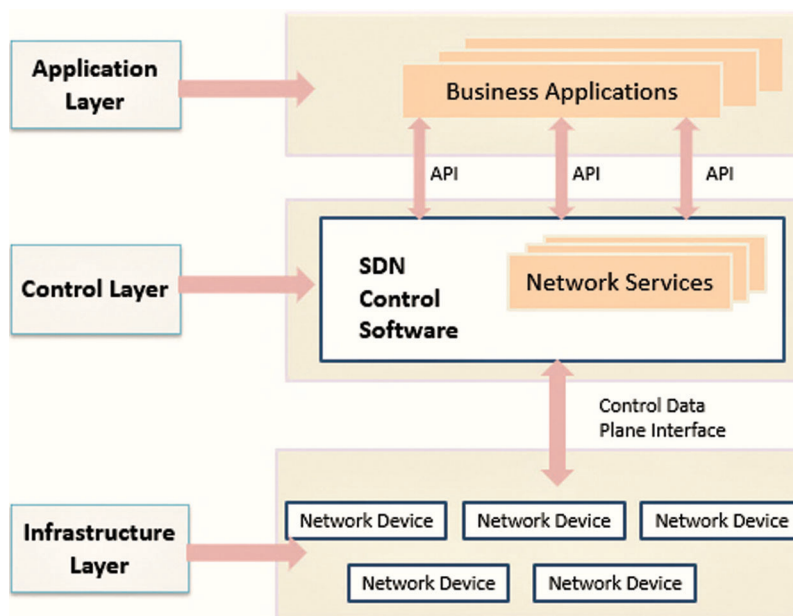 Application
Layer
Business Applications
API
API
API
Control Layer
SDN
Control
Software
Network Services
Control Data
Plane Interface
Infrastructure
Layer
Network Device
Network Device
Network Device
Network Device
Network Device